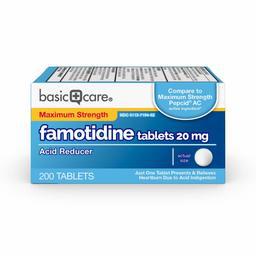 basic care®
Compare to
Maximum Strength
Pepcid® AC
active ingredient*
Maximum Strength
famotidine tablets 20 mg
Acid Reducer
actual
size
200 TABLETS
Just One Tablet Prevents & Relieves
Heartburn Due to Acid Indigestion